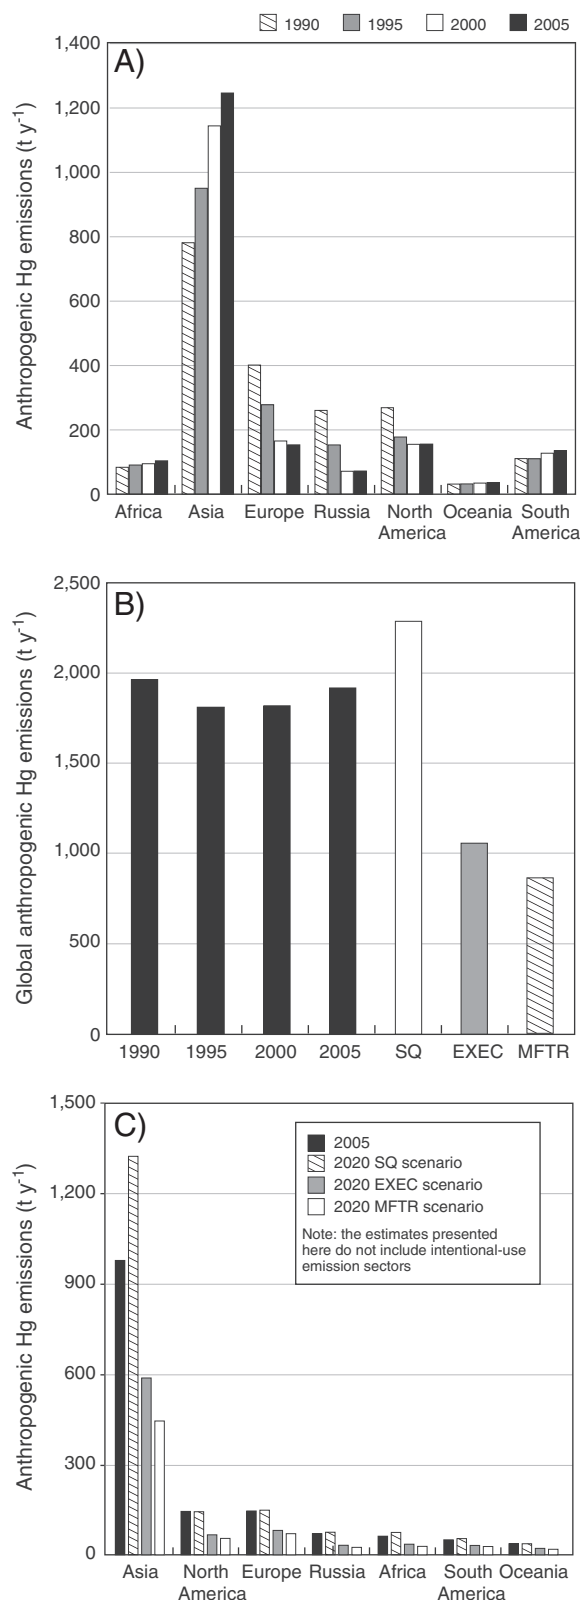 1990 1995 2000 2005
A)
Anthropogenic Hg emissions (t y-1)
1,400
1,200
1,000
800
600
400
200
0
Africa Asia Europe Russia North America Oceania South America
B)
Global anthropogenic Hg emissions (t y-1)
2,500
2,000
1,500
1,000
500
0
1990 1995 2000 2005 SQ EXEC MFTR
C)
Anthropogenic Hg emissions (t y-1)
1,500
1,200
900
600
300
0
2005
2020 SQ scenario
2020 EXEC scenario
2020 MFTR scenario
Note: the estimates presented
here do not include intentional-use
emission sectors
Asia North America Europe Russia Africa South America Oceania